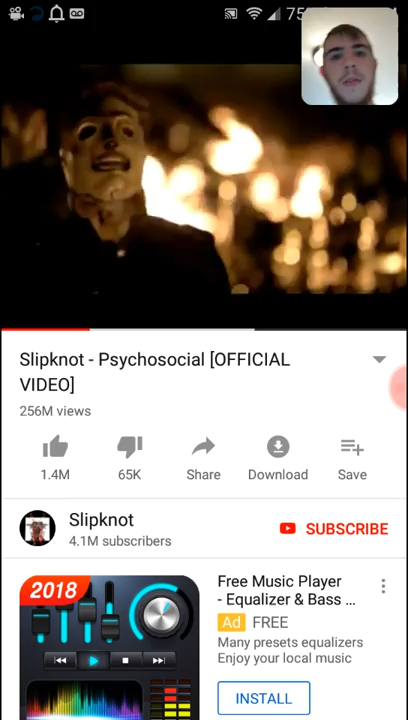 75%
Slipknot - Psychosocial [OFFICIAL
VIDEO]
256M views
1.4M
65K
Share
Download
Save
Slipknot
4.1M subscribers
SUBSCRIBE
2018
Free Music Player
- Equalizer & Bass ...
Ad FREE
Many presets equalizers
Enjoy your local music
INSTALL